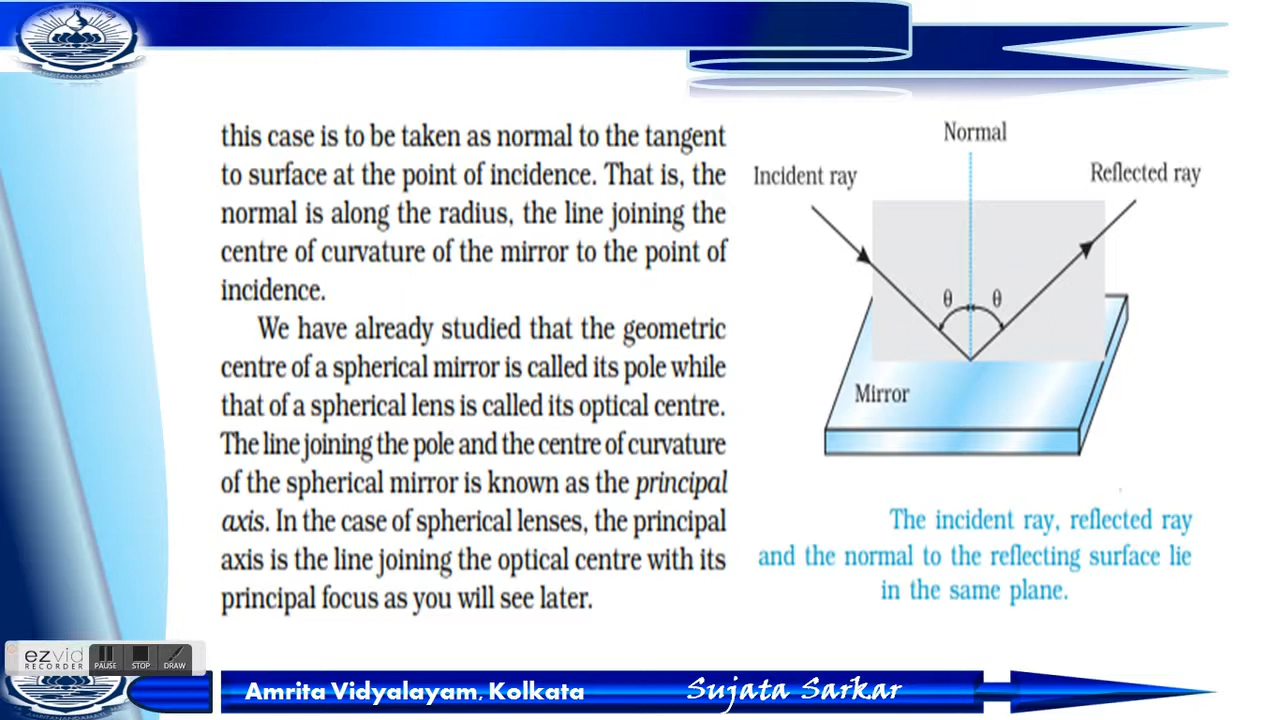 this case is to be taken as normal to the tangent
to surface at the point of incidence. That is, the
normal is along the radius, the line joining the
centre of curvature of the mirror to the point of
incidence.
We have already studied that the geometric
centre of a spherical mirror is called its pole while
that of a spherical lens is called its optical centre.
The line joining the pole and the centre of curvature
of the spherical mirror is known as the principal
axis. In the case of spherical lenses, the principal
axis is the line joining the optical centre with its
principal focus as you will see later.
Normal
Incident ray
Reflected ray
θ θ
Mirror
The incident ray, reflected ray
and the normal to the reflecting surface lie
in the same plane.
ezvid
RECORDER
PAUSE STOP DRAW
Amrita Vidyalayam, Kolkata Sujata Sarkar